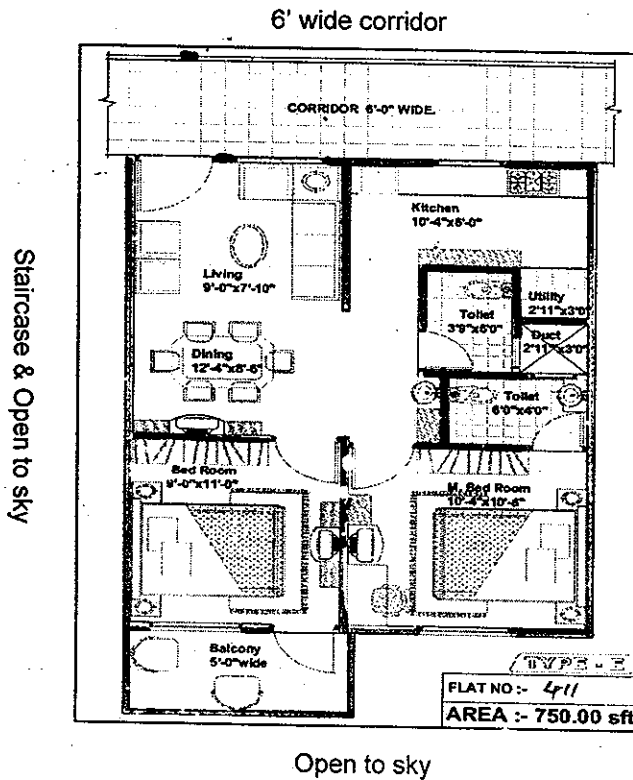 6' wide corridor
CORRIDOR 6'-0" WIDE.
Kitchen
10'-4"x8'-0"
Living
9'-0"x7'-10"
Utility
2'11"x3'0"
Toilet
3'9"x6'0"
Duct
2'11"x3'0"
Dining
12'-4"x8'-6"
Toilet
6'0"x4'0"
Bed Room
9'-0"x11'-0"
M. Bed Room
10'-4"x10'-6"
Balcony
5'-0"wide
TYPE - E
FLAT NO :- 411
AREA :- 750.00 sft
Staircase & Open to sky
Open to sky